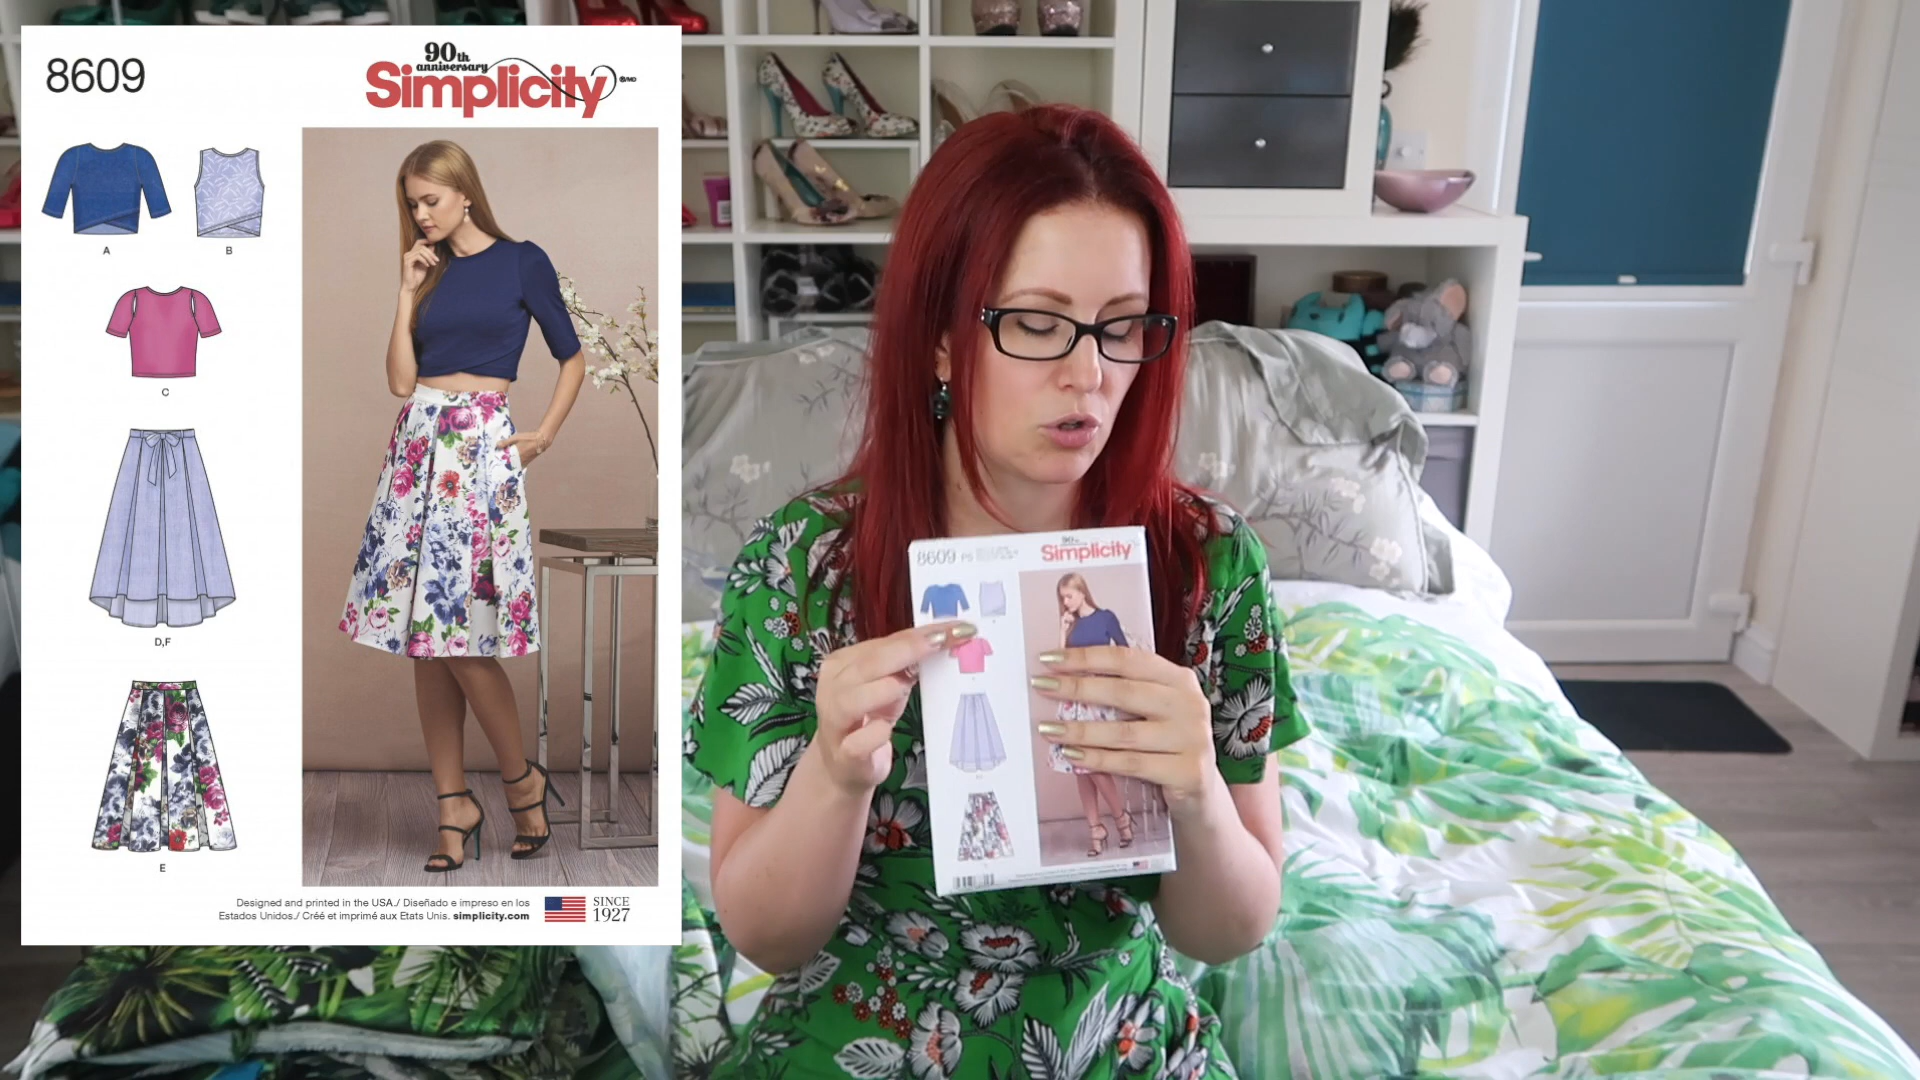 8609
90th
anniversary
Simplicity
A
B
C
D,F
E
Designed and printed in the USA./ Diseñado e impreso en los
Estados Unidos./ Créé et imprimé aux Etats Unis. simplicity.com
SINCE
1927
8609 P5
Simplicity